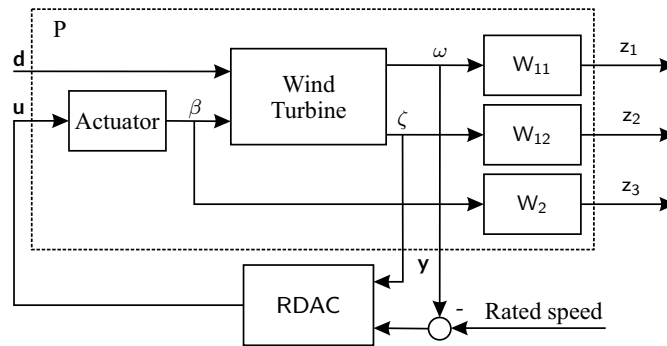 P
d
ω
W11
z1
Wind
Turbine
u
Actuator
β
ζ
W12
z2
W2
z3
y
RDAC
-
Rated speed